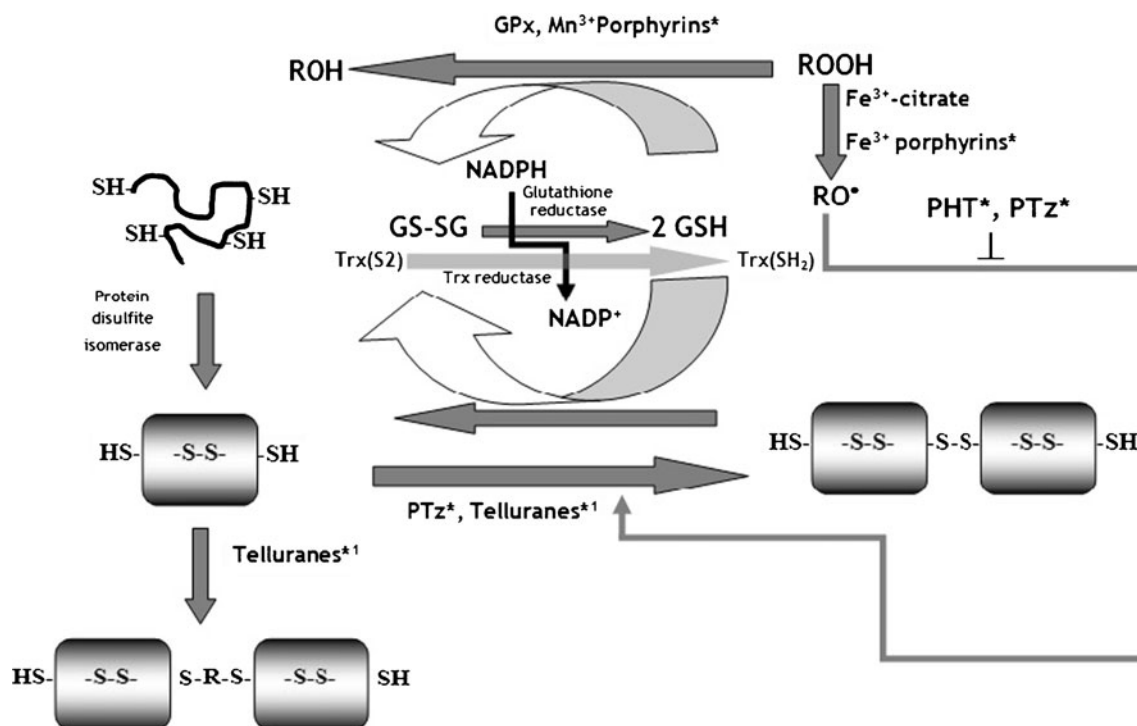 GPx, Mn³⁺Porphyrins*
ROH
ROOH
Fe³⁺-citrate
Fe³⁺ porphyrins*
RO•
PHT*, PTz*
NADPH
Glutathione
reductase
GS-SG
2 GSH
Trx(S2)
Trx(SH₂)
Trx reductase
NADP⁺
SH-
-SH
SH-
-SH
Protein
disulfite
isomerase
HS-
-S-S-
-SH
HS-
-S-S-
-S-S-
-S-S-
-SH
PTz*, Telluranes*¹
Telluranes*¹
HS-
-S-S-
S-R-S-
-S-S-
SH